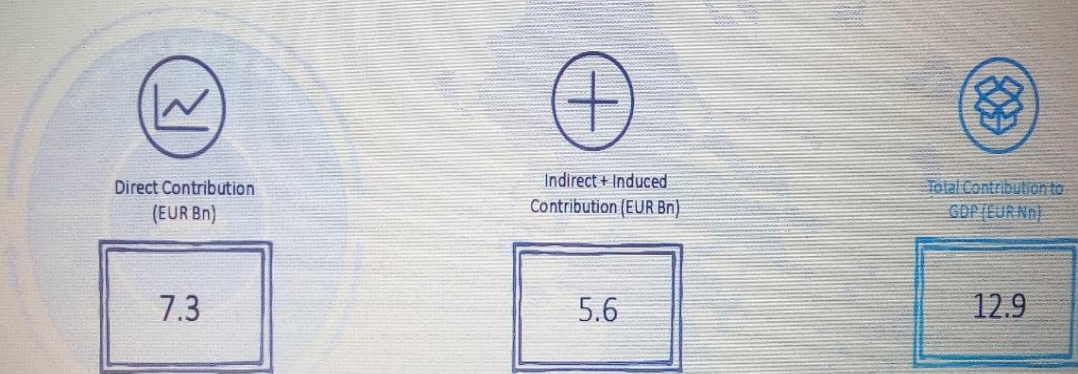 Direct Contribution
(EUR Bn)
7.3
Indirect + Induced
Contribution (EUR Bn)
5.6
Total Contribution to
GDP (EUR Nn)
12.9